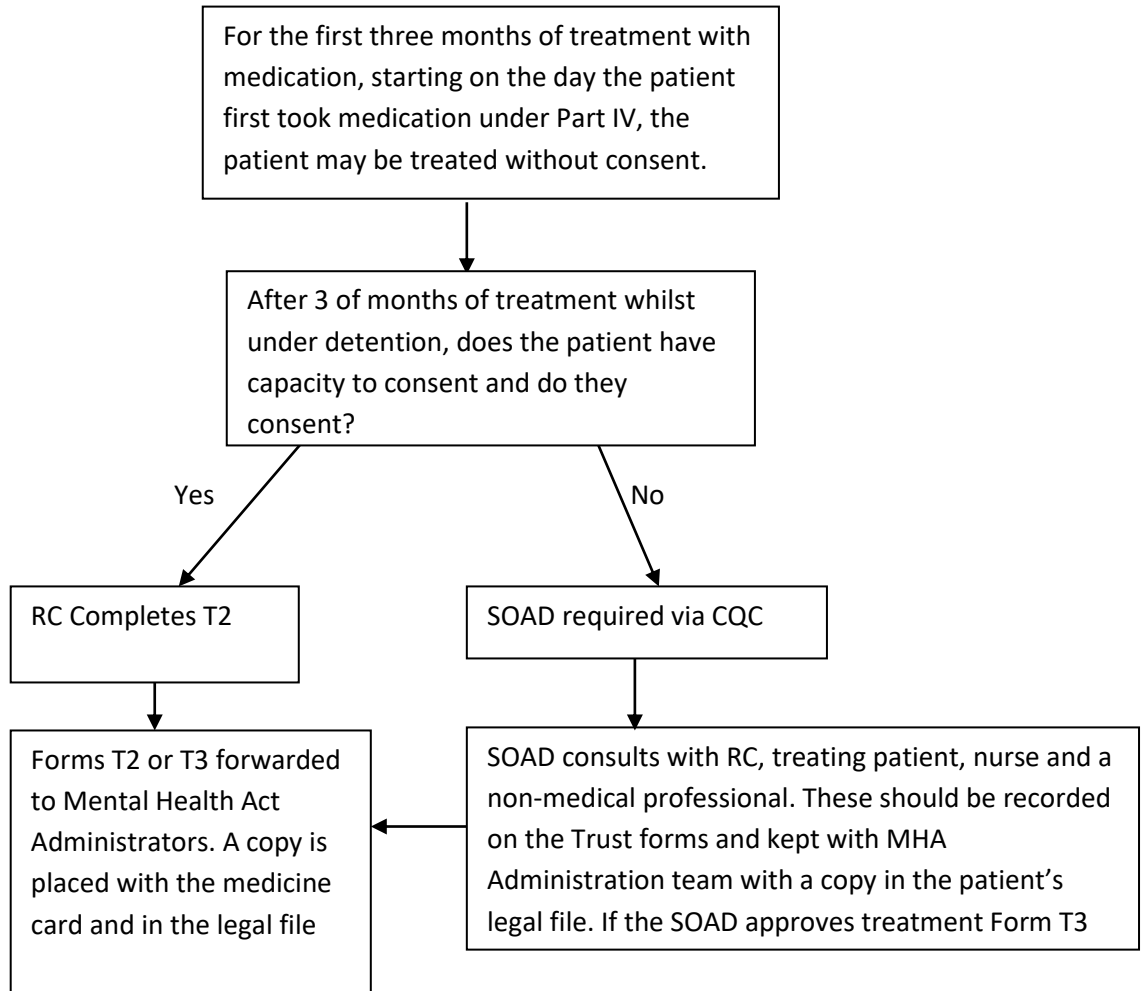 For the first three months of treatment with
medication, starting on the day the patient
first took medication under Part IV, the
patient may be treated without consent.
After 3 of months of treatment whilst
under detention, does the patient have
capacity to consent and do they
consent?
Yes
No
RC Completes T2
SOAD required via CQC
Forms T2 or T3 forwarded
to Mental Health Act
Administrators. A copy is
placed with the medicine
card and in the legal file
SOAD consults with RC, treating patient, nurse and a
non-medical professional. These should be recorded
on the Trust forms and kept with MHA
Administration team with a copy in the patient’s
legal file. If the SOAD approves treatment Form T3